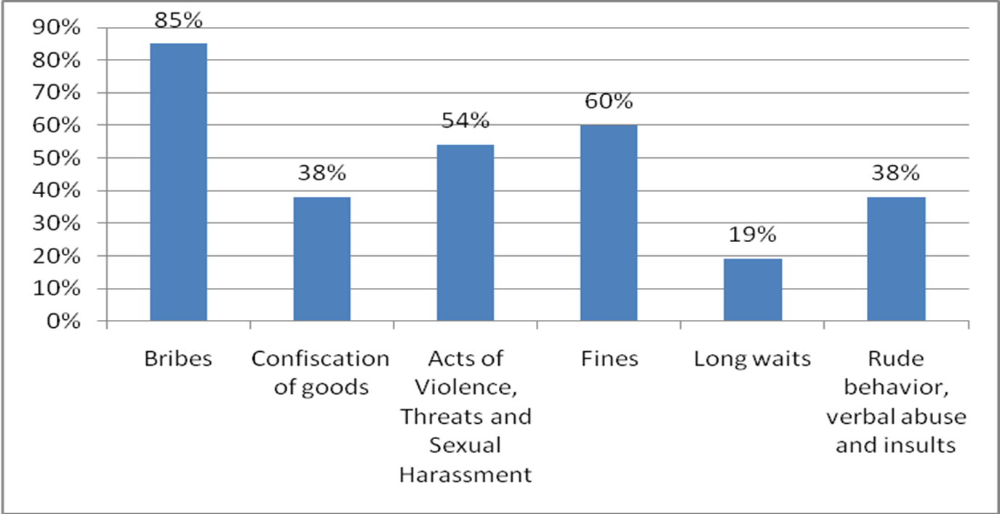 85%
90%
80%
70%
60%
50%
40%
30%
20%
10%
0%
38%
54%
60%
19%
38%
Bribes
Confiscation
of goods
Acts of
Violence,
Threats and
Sexual
Harassment
Fines
Long waits
Rude
behavior,
verbal abuse
and insults